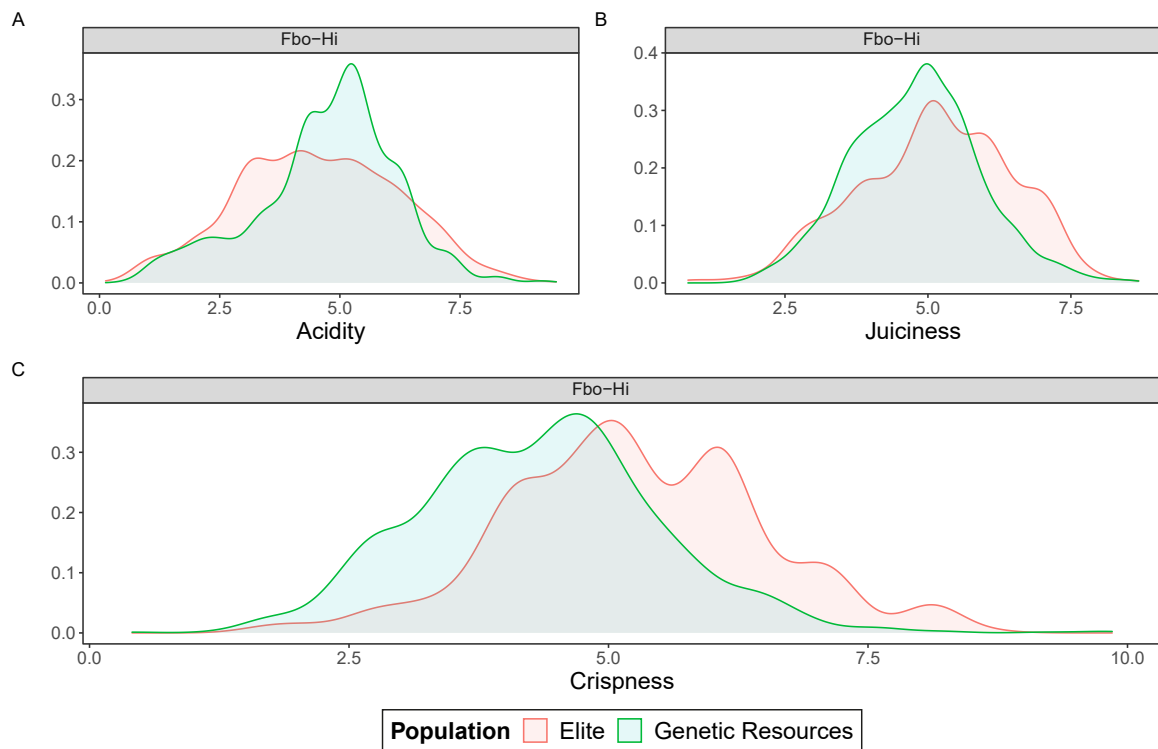 A
Fbo−Hi
0.3
0.2
0.1
0.0
0.0 2.5 5.0 7.5
Acidity
B
Fbo−Hi
0.4
0.3
0.2
0.1
0.0
2.5 5.0 7.5
Juiciness
C
Fbo−Hi
0.3
0.2
0.1
0.0
0.0 2.5 5.0 7.5 10.0
Crispness
Population Elite Genetic Resources